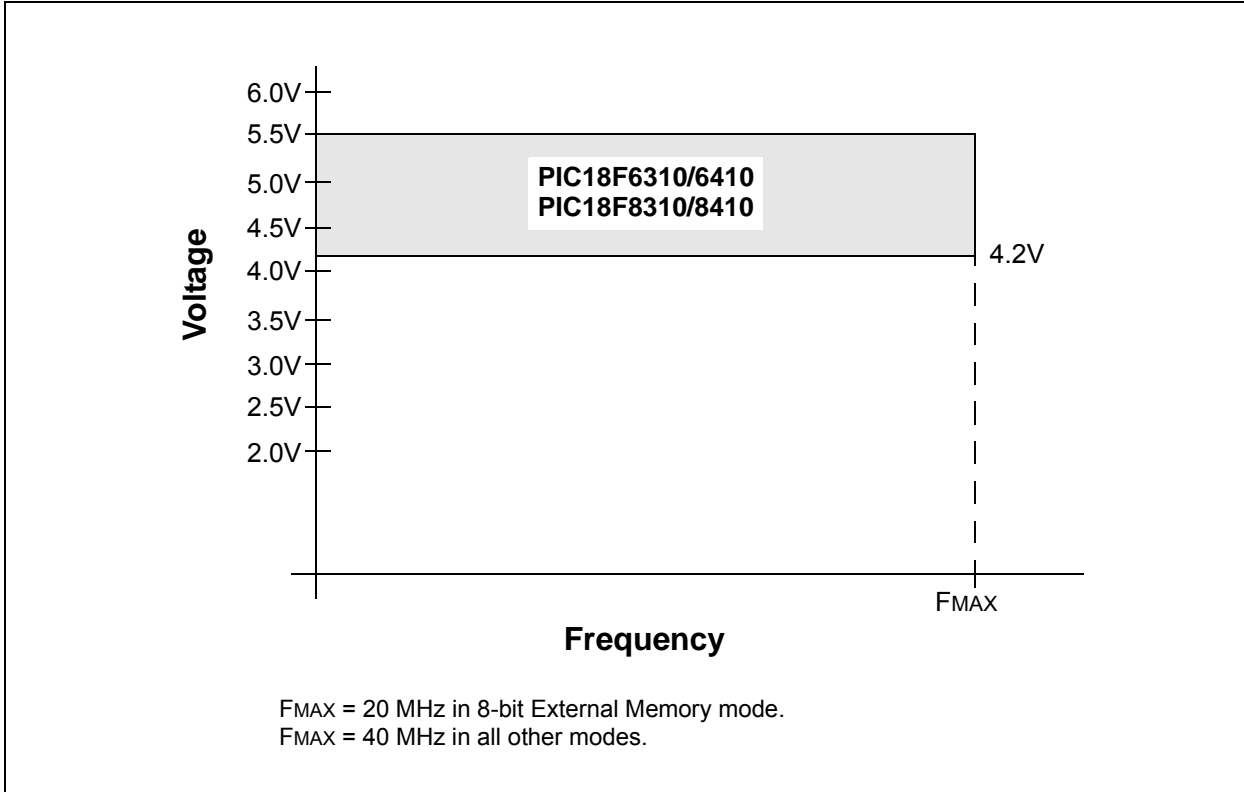 6.0V
5.5V
5.0V
4.5V
4.0V
3.5V
3.0V
2.5V
2.0V
Voltage
PIC18F6310/6410
PIC18F8310/8410
4.2V
FMAX
Frequency
FMAX = 20 MHz in 8-bit External Memory mode.
FMAX = 40 MHz in all other modes.